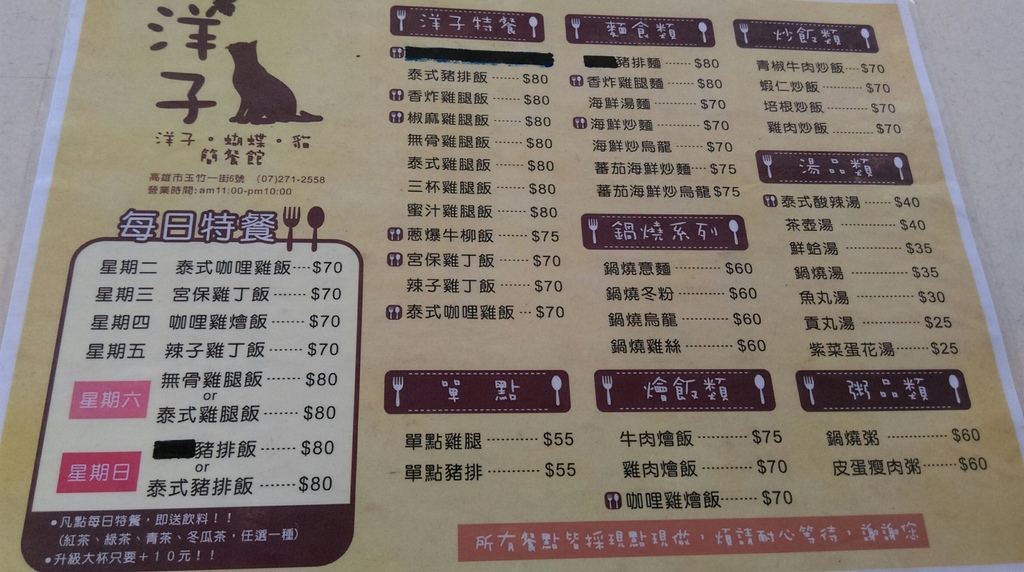 洋子
洋子。蝴蝶。貓
簡餐館
高雄市玉竹一街6號 (07)271-2558
營業時間:am11:00-pm10:00
每日特餐
星期二 泰式咖哩雞飯---$70
星期三 宮保雞丁飯------$70
星期四 咖哩雞燴飯------$70
星期五 辣子雞丁飯------$70
星期六 無骨雞腿飯------$80
or
泰式雞腿飯------$80
星期日 豬排飯------$80
or
泰式豬排飯------$80
•凡點每日特餐,即送飲料!!
(紅茶、綠茶、青茶、冬瓜茶,任選一種)
•升級大杯只要+10元!!
洋子特餐
泰式豬排飯------$80
香炸雞腿飯------$80
椒麻雞腿飯------$80
無骨雞腿飯------$80
泰式雞腿飯------$80
三杯雞腿飯------$80
蜜汁雞腿飯------$80
蔥爆牛柳飯------$75
宮保雞丁飯------$70
辣子雞丁飯------$70
泰式咖哩雞飯---$70
麵食類
豬排麵------$80
香炸雞腿麵------$80
海鮮湯麵------$70
海鮮炒麵------$70
海鮮炒烏龍------$70
蕃茄海鮮炒麵---$75
蕃茄海鮮炒烏龍$75
鍋燒系列
鍋燒意麵------$60
鍋燒冬粉------$60
鍋燒烏龍------$60
鍋燒雞絲------$60
炒飯類
青椒牛肉炒飯---$70
蝦仁炒飯------$70
培根炒飯------$70
雞肉炒飯------$70
湯品類
泰式酸辣湯------$40
茶壺湯------$40
鮮蛤湯------$35
鍋燒湯------$35
魚丸湯------$30
貢丸湯------$25
紫菜蛋花湯------$25
單 點
單點雞腿------$55
單點豬排------$55
燴飯類
牛肉燴飯------$75
雞肉燴飯------$70
咖哩雞燴飯------$70
粥品類
鍋燒粥------$60
皮蛋瘦肉粥------$60
所有餐點皆採現點現做,煩請耐心等待,謝謝您